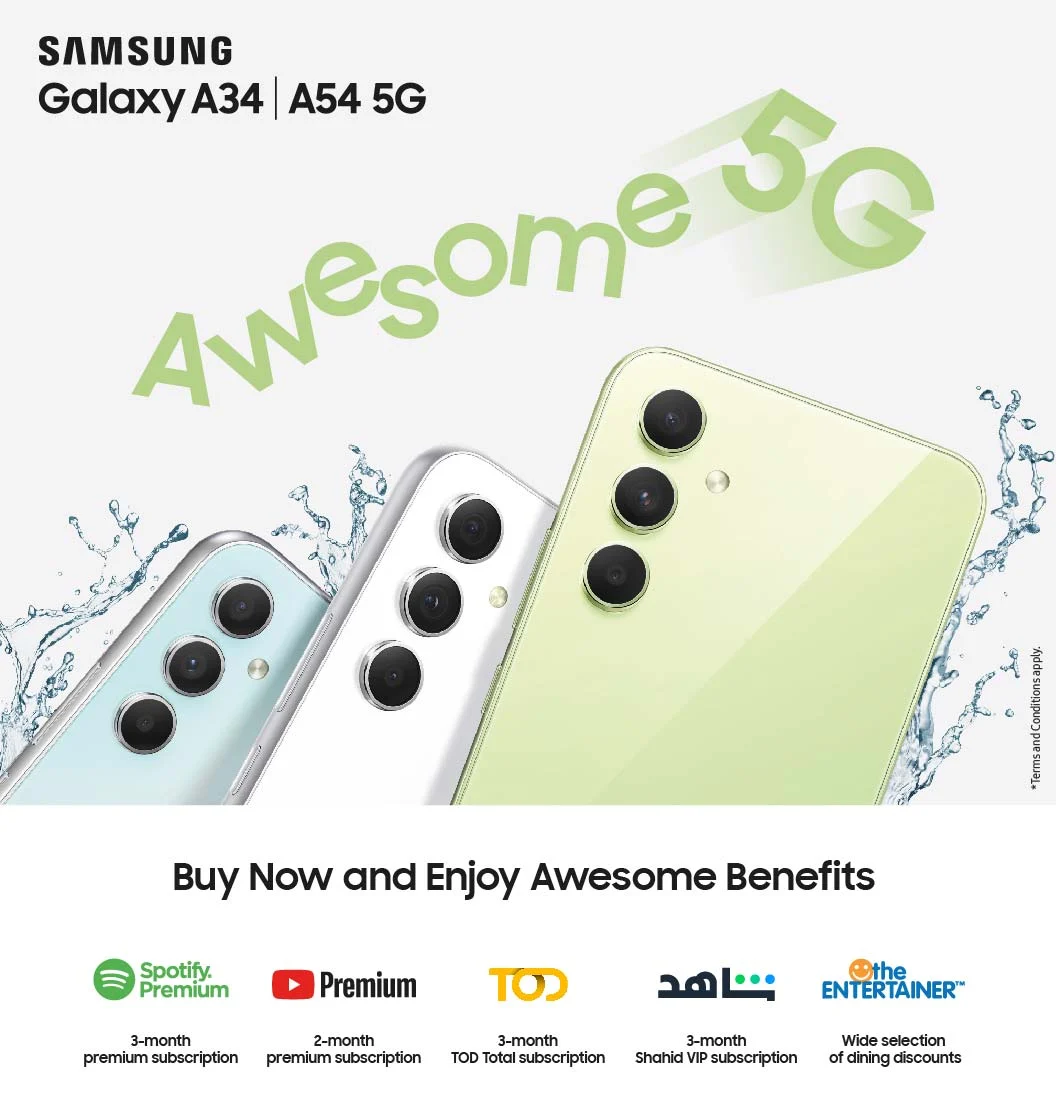 SAMSUNG
Galaxy A34 | A54 5G
Awesome 5G
*Terms and Conditions apply.
Buy Now and Enjoy Awesome Benefits
Spotify.
Premium
3-month
premium subscription
Premium
2-month
premium subscription
TOD
3-month
TOD Total subscription
شاهد
3-month
Shahid VIP subscription
the
ENTERTAINER™
Wide selection
of dining discounts